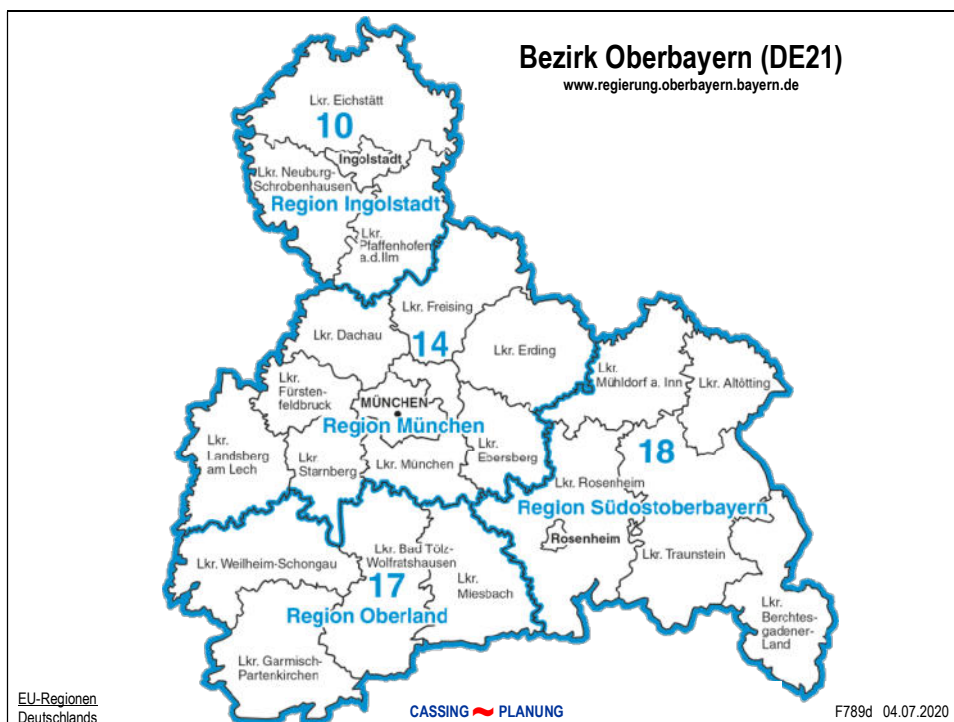 Bezirk Oberbayern (DE21)
www.regierung.oberbayern.bayern.de
Lkr. Eichstätt
10
Ingolstadt
Lkr. Neuburg-
Schrobenhausen
Region Ingolstadt
Lkr.
Pfaffenhofen
a.d.Ilm
Lkr. Freising
Lkr. Dachau
14
Lkr. Erding
Lkr.
Mühldorf a. Inn
Lkr. Altötting
Lkr.
Fürsten-
feldbruck
MÜNCHEN
Region München
Lkr.
Landsberg
am Lech
Lkr.
Starnberg
Lkr. München
Lkr.
Ebersberg
18
Lkr. Rosenheim
Region Südostoberbayern
Rosenheim
Lkr. Traunstein
Lkr. Weilheim-Schongau
Lkr. Bad Tölz-
Wolfratshausen
17
Lkr.
Miesbach
Region Oberland
Lkr.
Berchtes-
gadener-
Land
Lkr. Garmisch-
Partenkirchen
EU-Regionen
Deutschlands
CASSING PLANUNG
F789d 04.07.2020